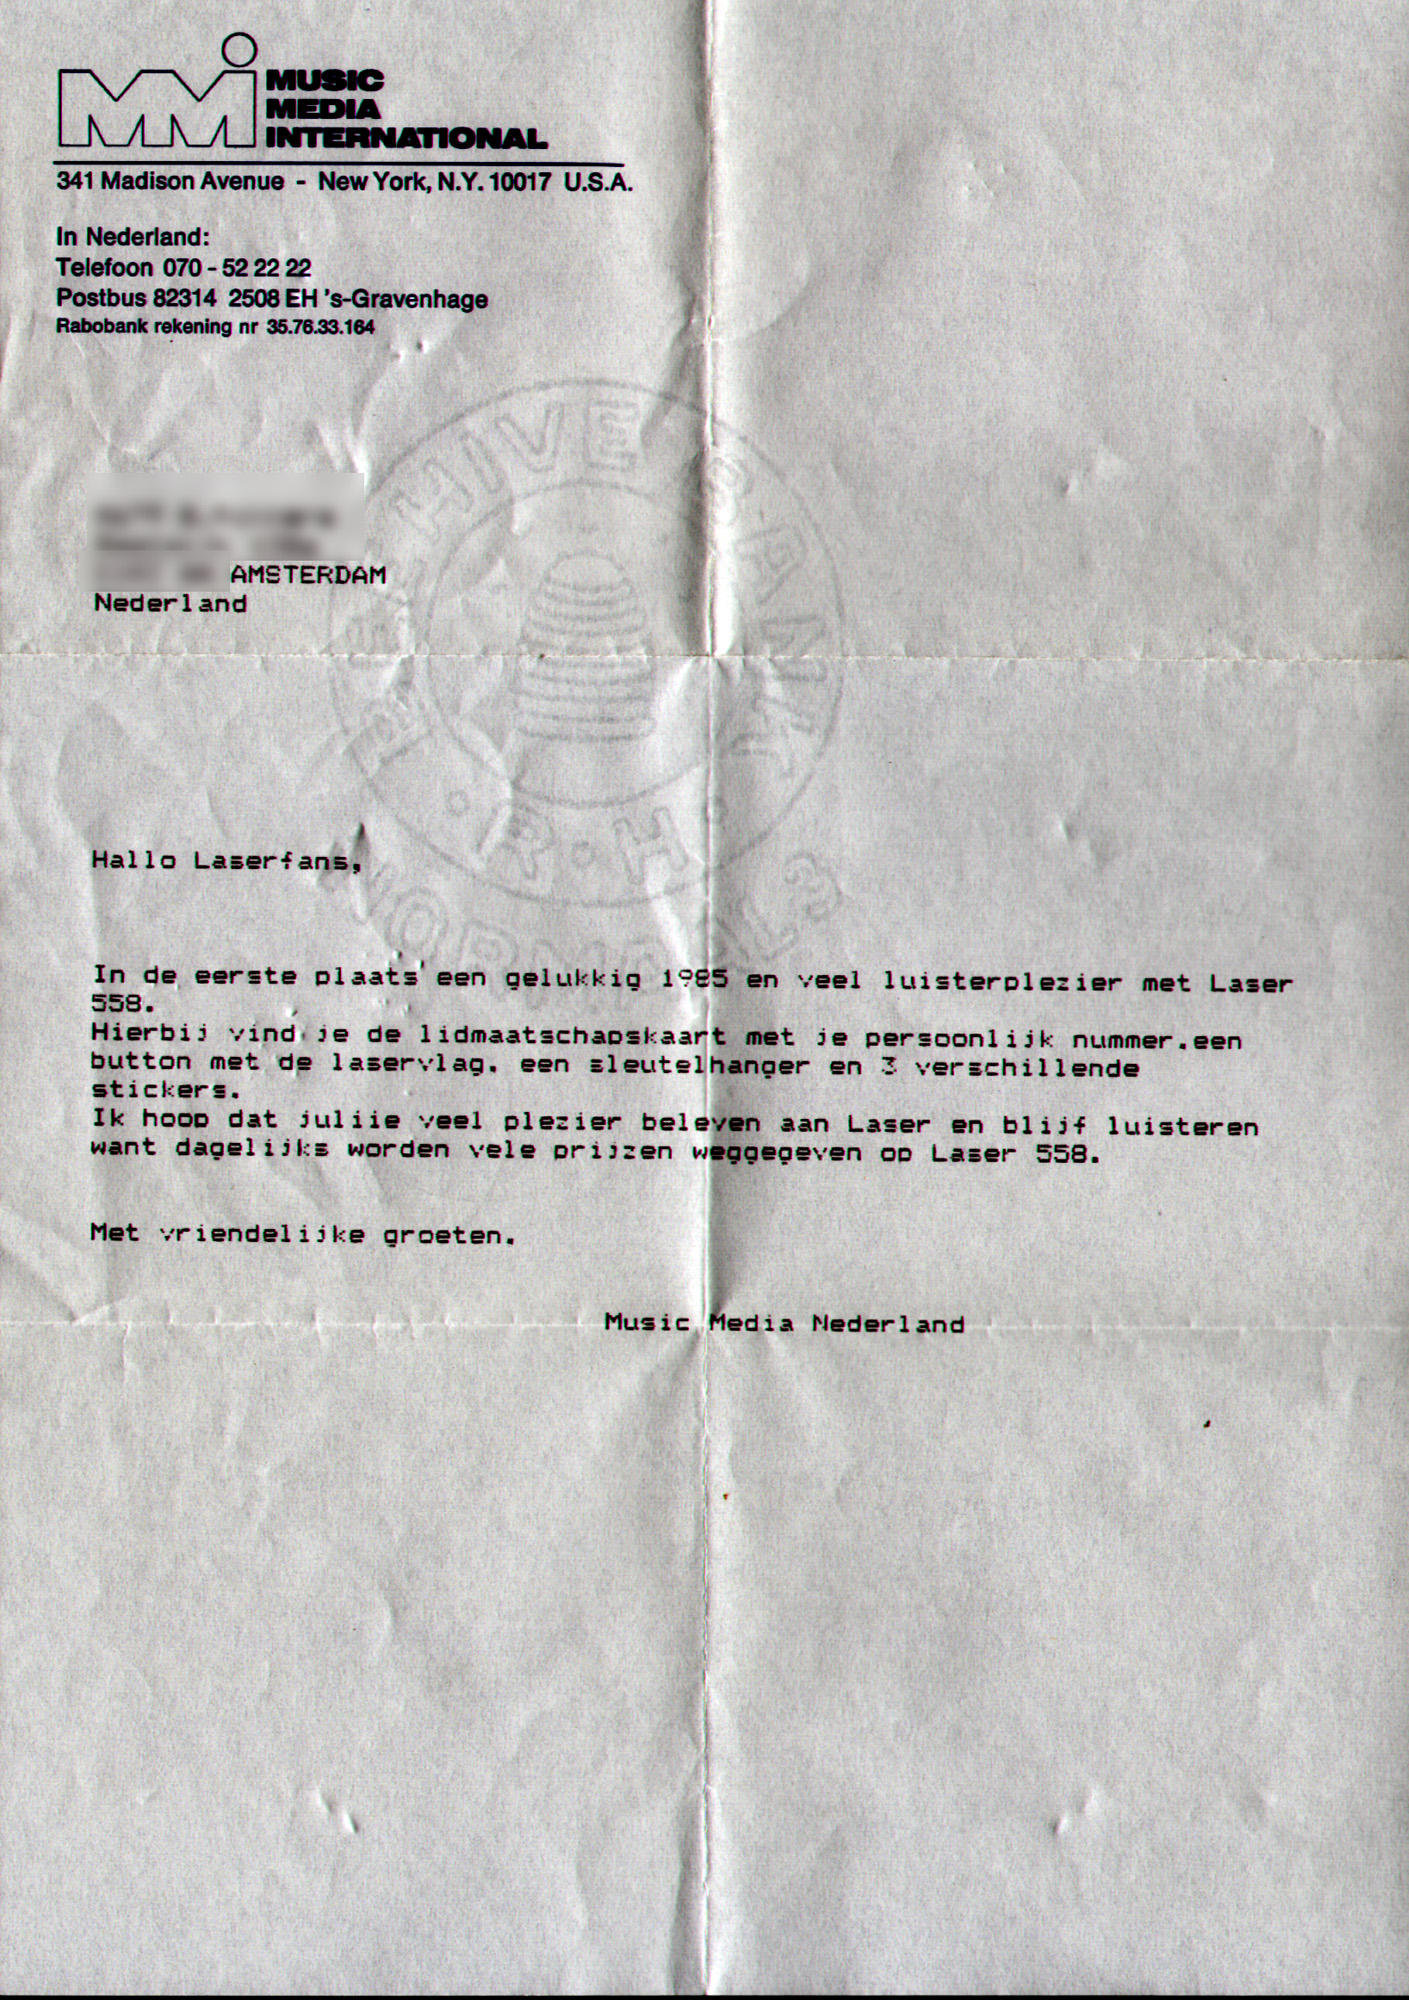 MMi MUSIC
MEDIA
INTERNATIONAL
341 Madison Avenue - New York, N.Y. 10017 U.S.A.
In Nederland:
Telefoon 070 - 52 22 22
Postbus 82314 2508 EH 's-Gravenhage
Rabobank rekening nr 35.76.33.164
AMSTERDAM
Nederland
Hallo Laserfans,
In de eerste plaats een gelukkig 1985 en veel luisterplezier met Laser
558.
Hierbij vind je de lidmaatschapskaart met je persoonlijk nummer.een
button met de laservlag. een sleutelhanger en 3 verschillende
stickers.
Ik hoop dat juliie veel plezier beleven aan Laser en blijf luisteren
want dagelijks worden vele prijzen weggegeven op Laser 558.
Met vriendelijke groeten.
Music Media Nederland